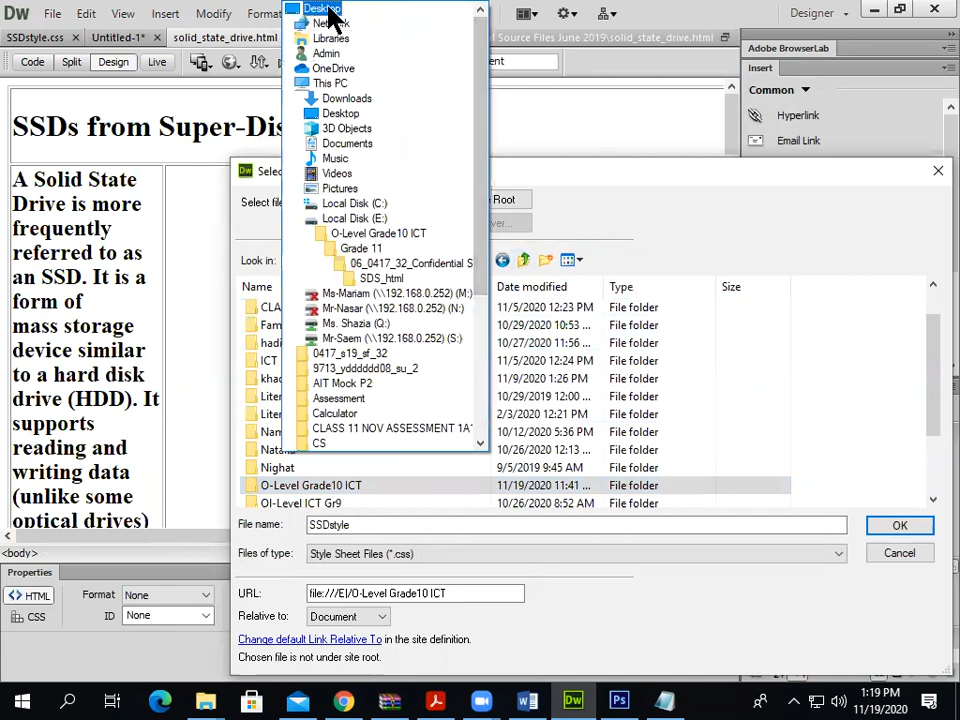 Dw File Edit View Insert Modify Format
Designer
SSDstyle.css × Untitled-1* × solid_state_drive.html
Source Files June 2019\solid_state_drive.html
Code Split Design Live
Adobe BrowserLab
Insert
Common
Hyperlink
Email Link
SSDs from Super-Dis
A Solid State
Drive is more
frequently
referred to as
an SSD. It is a
form of
mass storage
device similar
to a hard disk
drive (HDD). It
supports
reading and
writing data
(unlike some
optical drives)
Desktop
Libraries
Admin
OneDrive
This PC
Downloads
Desktop
3D Objects
Documents
Music
Videos
Pictures
Local Disk (C:)
Local Disk (E:)
O-Level Grade10 ICT
Grade 11
06_0417_32_Confidential S
SDS_html
Ms-Mariam (\\192.168.0.252) (M:)
Mr-Nasar (\\192.168.0.252) (N:)
Ms. Shazia (Q:)
Mr-Saem (\\192.168.0.252) (S:)
0417_s19_sf_32
9713_ydddddd08_su_2
AIT Mock P2
Assessment
Calculator
CLASS 11 NOV ASSESSMENT 1A
CS
Select file
Root
Look in:
Name Date modified Type Size
CLA 11/5/2020 12:23 PM File folder
Fam 10/29/2020 10:53 ... File folder
hadi 10/27/2020 11:56 ... File folder
ICT 11/5/2020 12:24 PM File folder
khac 11/9/2020 1:26 PM File folder
Liter 10/29/2019 12:00 ... File folder
Liter 2/3/2020 12:21 PM File folder
Nam 10/12/2020 5:36 PM File folder
Nata 10/26/2020 12:13 ... File folder
Nighat 9/5/2019 9:45 AM File folder
O-Level Grade10 ICT 11/19/2020 11:41 ... File folder
Ol-Level ICT Gr9 10/26/2020 8:52 AM File folder
File name: SSDstyle OK
Files of type: Style Sheet Files (*.css) Cancel
URL: file:///E|/O-Level Grade10 ICT
Relative to: Document
Change default Link Relative To in the site definition.
Chosen file is not under site root.
<body>
Properties
<> HTML Format None
CSS ID None
1:19 PM
11/19/2020